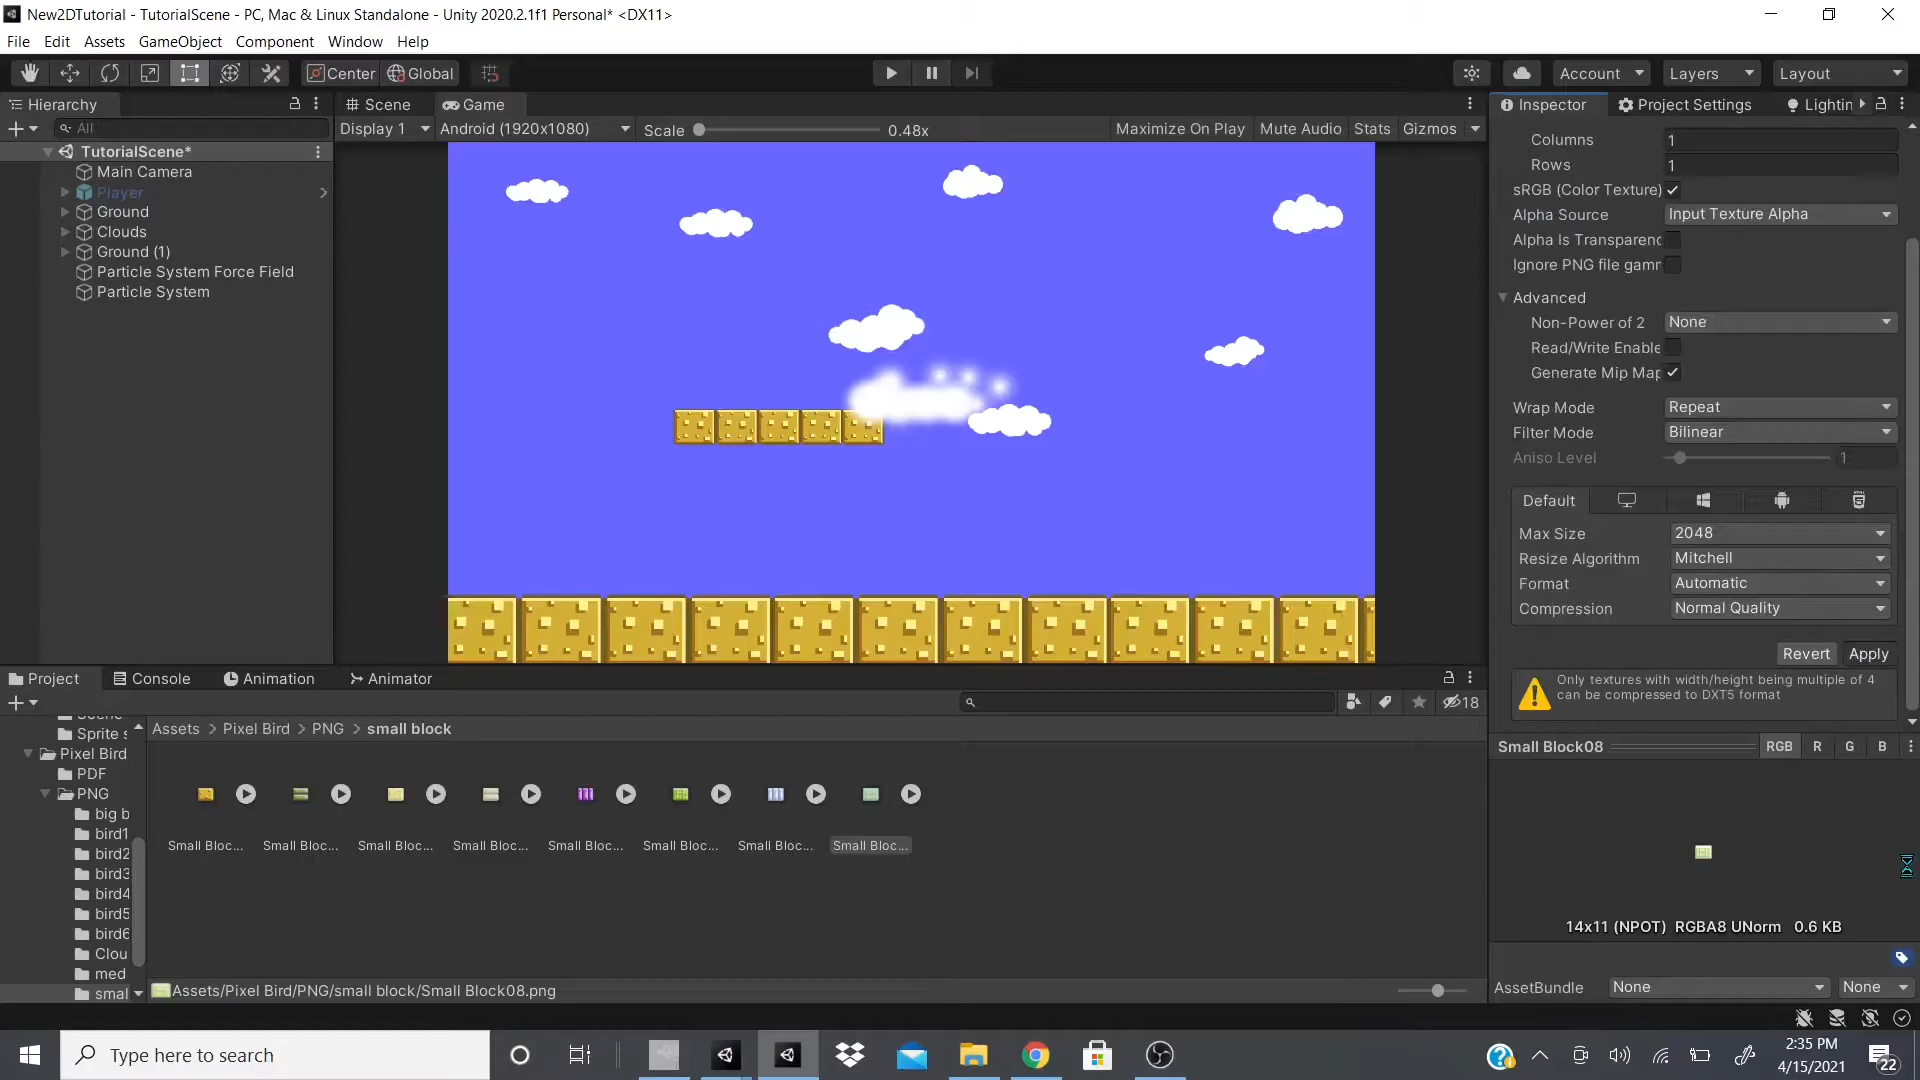 New2DTutorial - TutorialScene - PC, Mac & Linux Standalone - Unity 2020.2.1f1 Personal* <DX11>
File Edit Assets GameObject Component Window Help
Center Global Account Layers Layout
Hierarchy
All
TutorialScene*
Main Camera
Player
Ground
Clouds
Ground (1)
Particle System Force Field
Particle System
Scene Game
Display 1 Android (1920x1080) Scale 0.48x Maximize On Play Mute Audio Stats Gizmos
Inspector Project Settings Lightin
Columns 1
Rows 1
sRGB (Color Texture)
Alpha Source Input Texture Alpha
Alpha Is Transparenc
Ignore PNG file gamm
Advanced
Non-Power of 2 None
Read/Write Enable
Generate Mip Map
Wrap Mode Repeat
Filter Mode Bilinear
Aniso Level 1
Default
Max Size 2048
Resize Algorithm Mitchell
Format Automatic
Compression Normal Quality
Revert Apply
Only textures with width/height being multiple of 4
can be compressed to DXT5 format
Small Block08 RGB R G B
14x11 (NPOT) RGBA8 UNorm 0.6 KB
AssetBundle None None
Project Console Animation Animator
18
Sprite s
Pixel Bird
PDF
PNG
big b
bird1
bird2
bird3
bird4
bird5
bird6
Clou
med
smal
Assets > Pixel Bird > PNG > small block
Small Bloc... Small Bloc... Small Bloc... Small Bloc... Small Bloc... Small Bloc... Small Bloc... Small Bloc...
Assets/Pixel Bird/PNG/small block/Small Block08.png
Type here to search
2:35 PM
4/15/2021
22